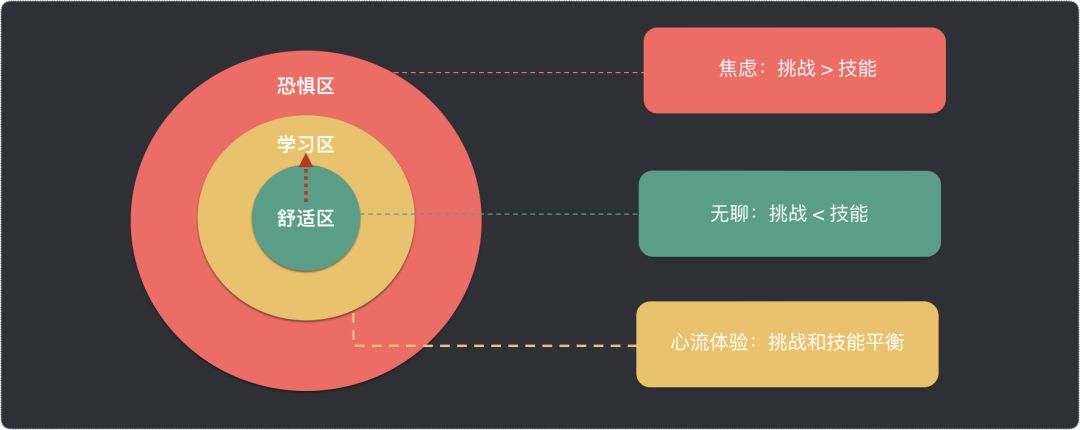 恐惧区
学习区
舒适区
焦虑：挑战 > 技能
无聊：挑战 < 技能
心流体验：挑战和技能平衡